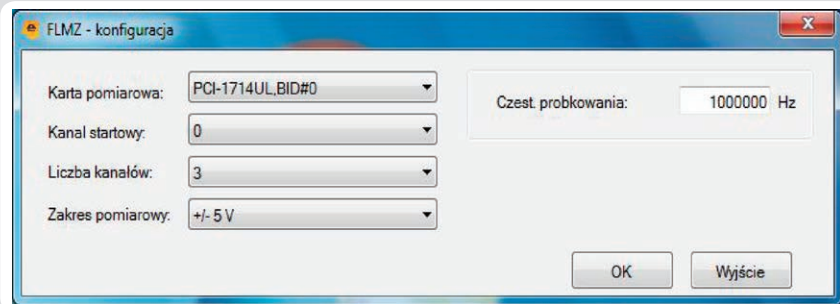 FLMZ - konfiguracja
Karta pomiarowa: PCI-1714UL,BID#0
Czest. probkowania: 1000000 Hz
Kanal startowy: 0
Liczba kanałów: 3
Zakres pomiarowy: +/- 5 V
OK Wyjście